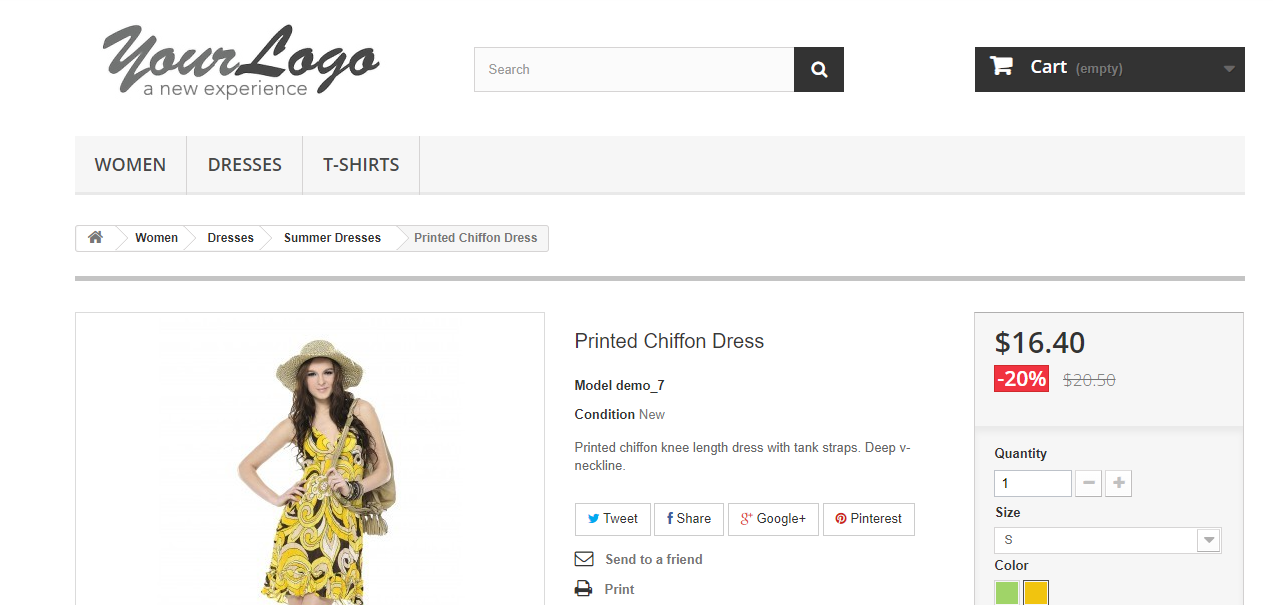 YourLogo
a new experience
Search
Cart (empty)
WOMEN
DRESSES
T-SHIRTS
Women
Dresses
Summer Dresses
Printed Chiffon Dress
Printed Chiffon Dress
Model demo_7
Condition New
Printed chiffon knee length dress with tank straps. Deep v-
neckline.
Tweet
Share
Google+
Pinterest
Send to a friend
Print
$16.40
-20% $20.50
Quantity
1
Size
S
Color